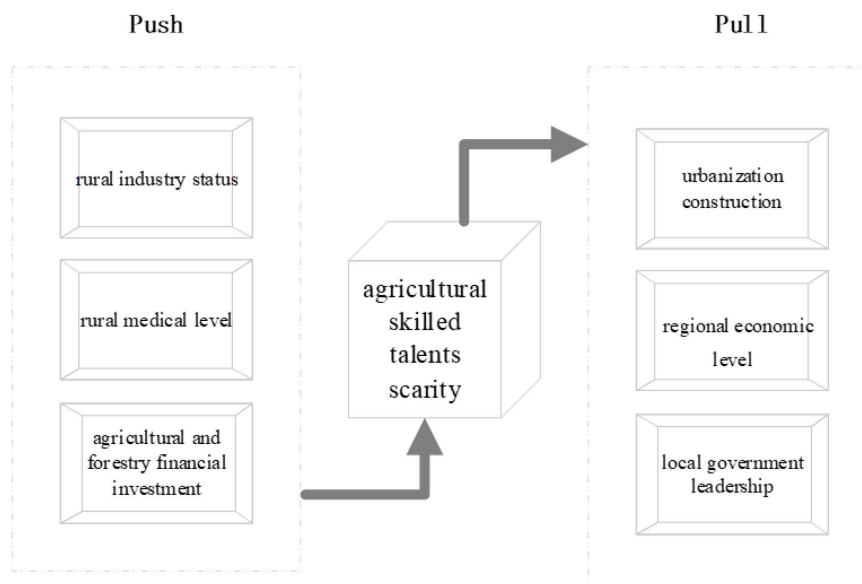 Push
Pull
rural industry status
rural medical level
agricultural and
forestry financial
investment
agricultural
skilled
talents
scarity
urbanization
construction
regional economic
level
local government
leadership